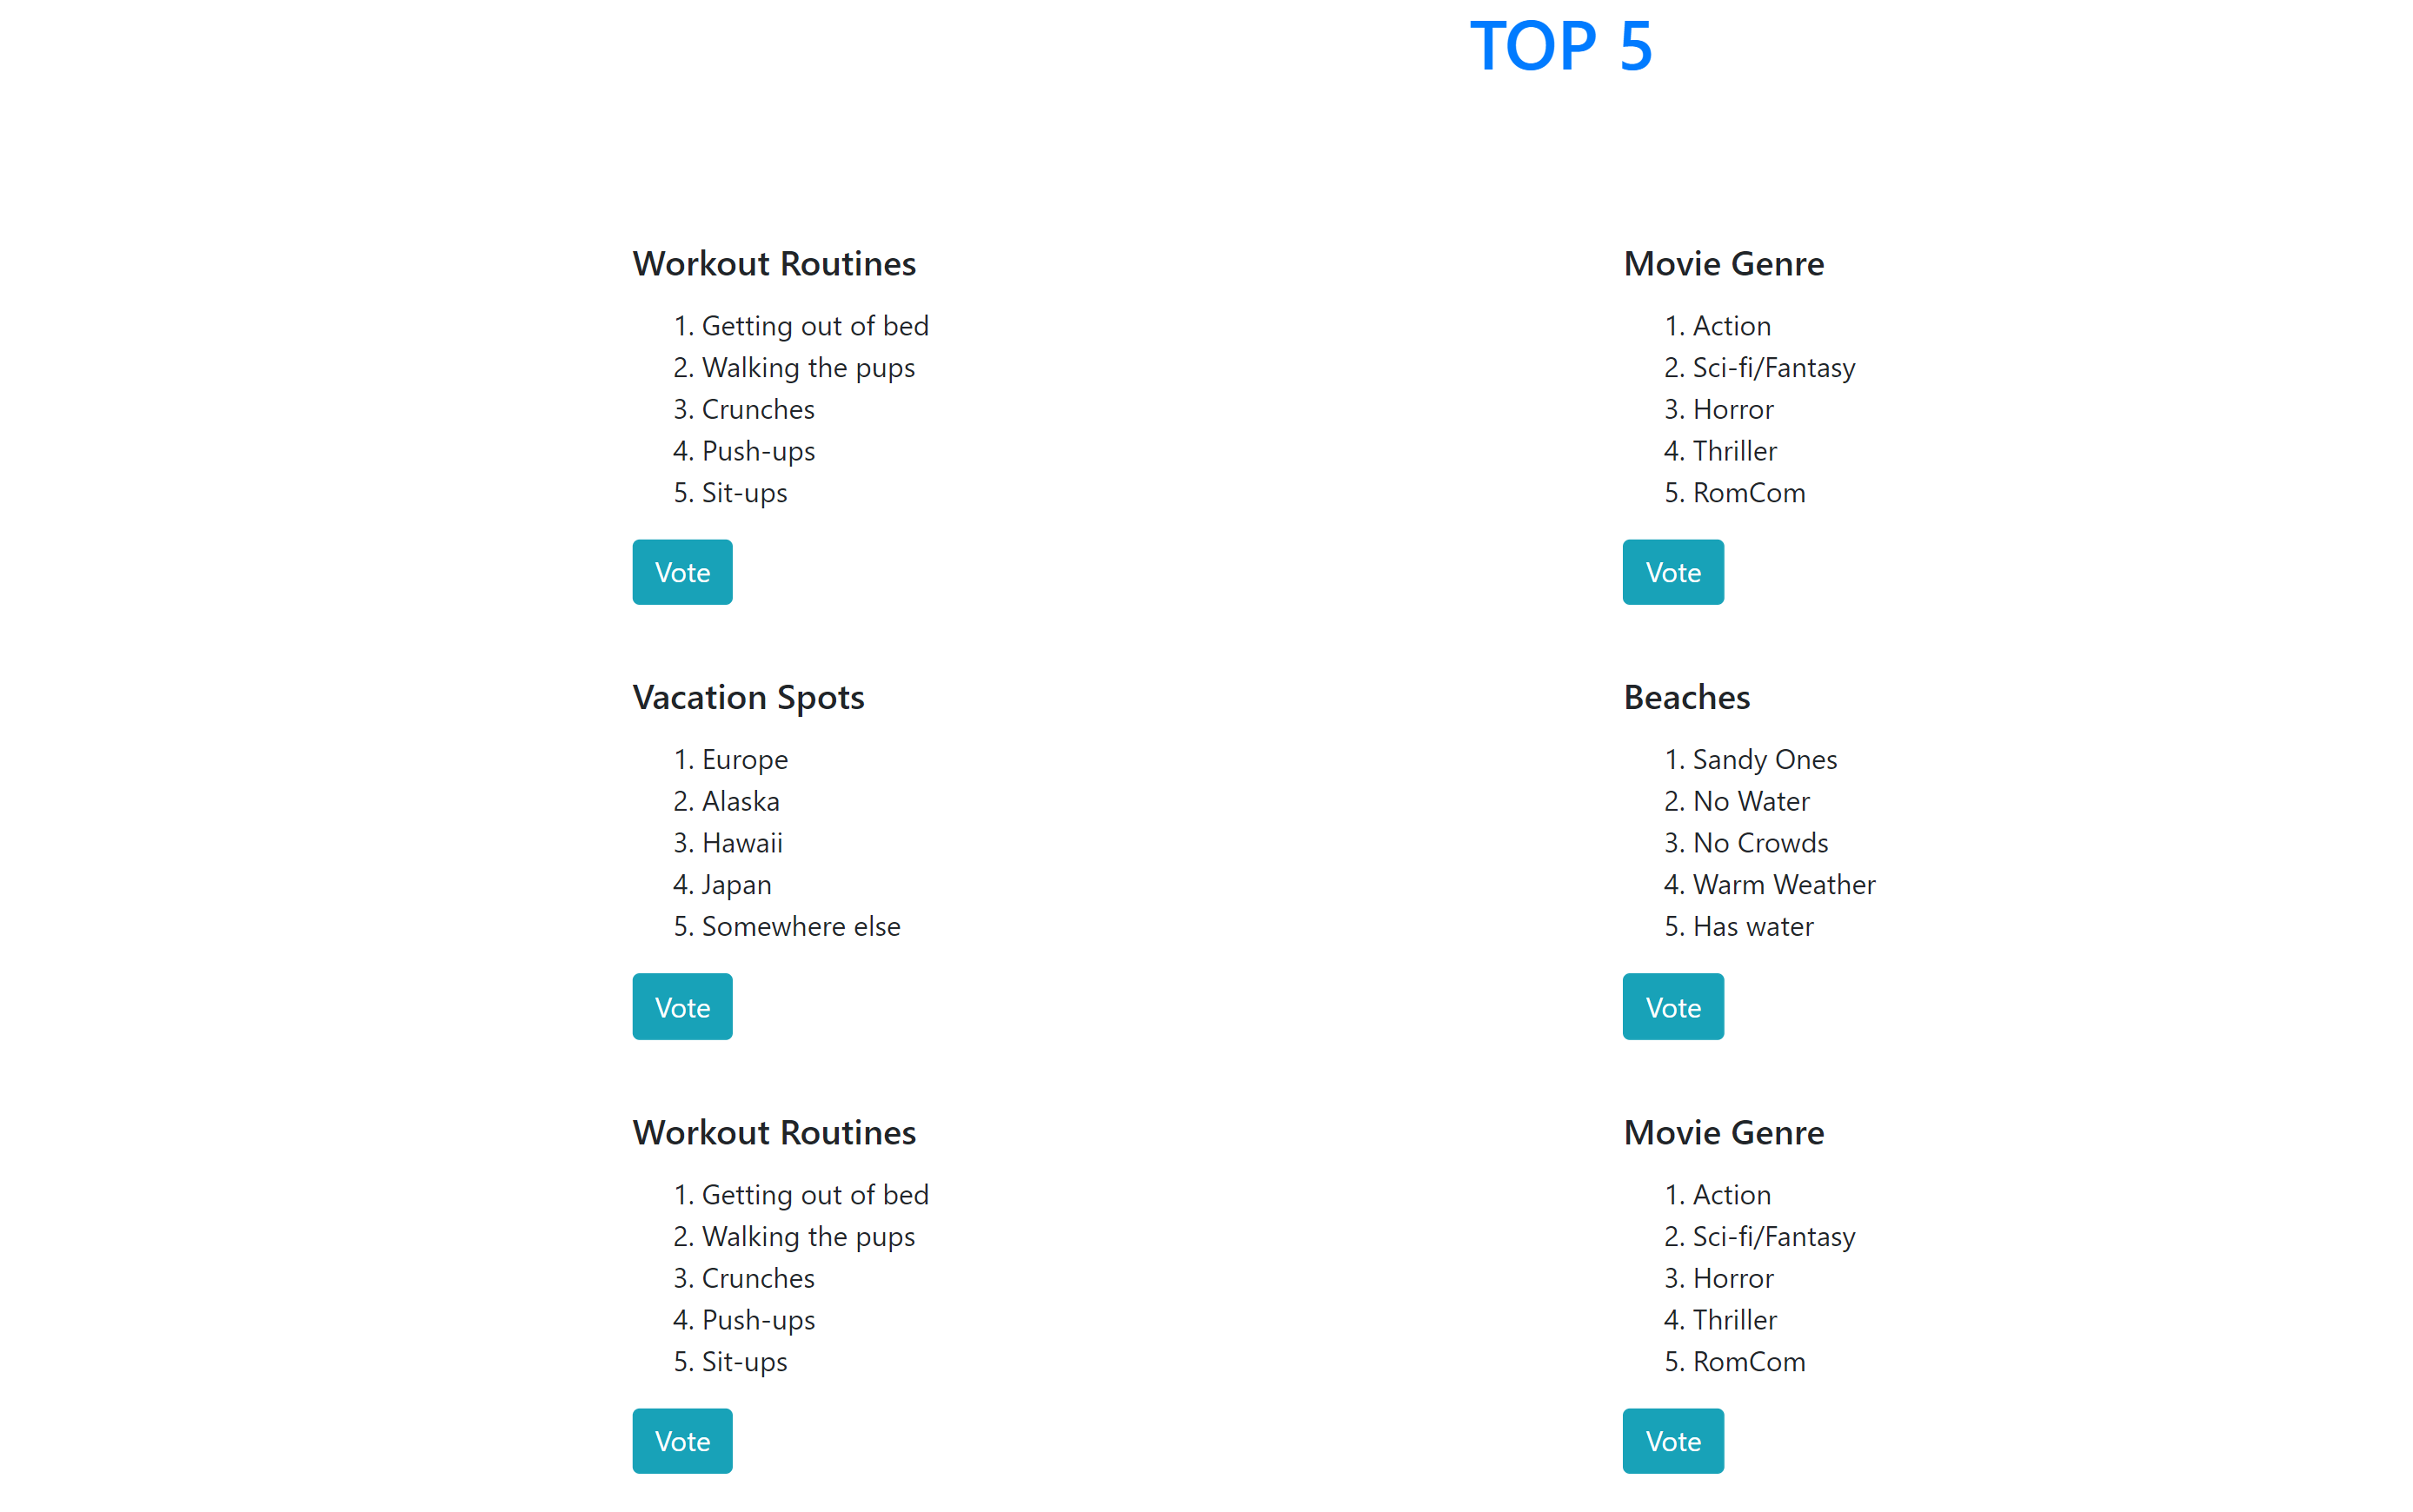 TOP 5
Workout Routines
1. Getting out of bed
2. Walking the pups
3. Crunches
4. Push-ups
5. Sit-ups
Vote
Movie Genre
1. Action
2. Sci-fi/Fantasy
3. Horror
4. Thriller
5. RomCom
Vote
Vacation Spots
1. Europe
2. Alaska
3. Hawaii
4. Japan
5. Somewhere else
Vote
Beaches
1. Sandy Ones
2. No Water
3. No Crowds
4. Warm Weather
5. Has water
Vote
Workout Routines
1. Getting out of bed
2. Walking the pups
3. Crunches
4. Push-ups
5. Sit-ups
Vote
Movie Genre
1. Action
2. Sci-fi/Fantasy
3. Horror
4. Thriller
5. RomCom
Vote